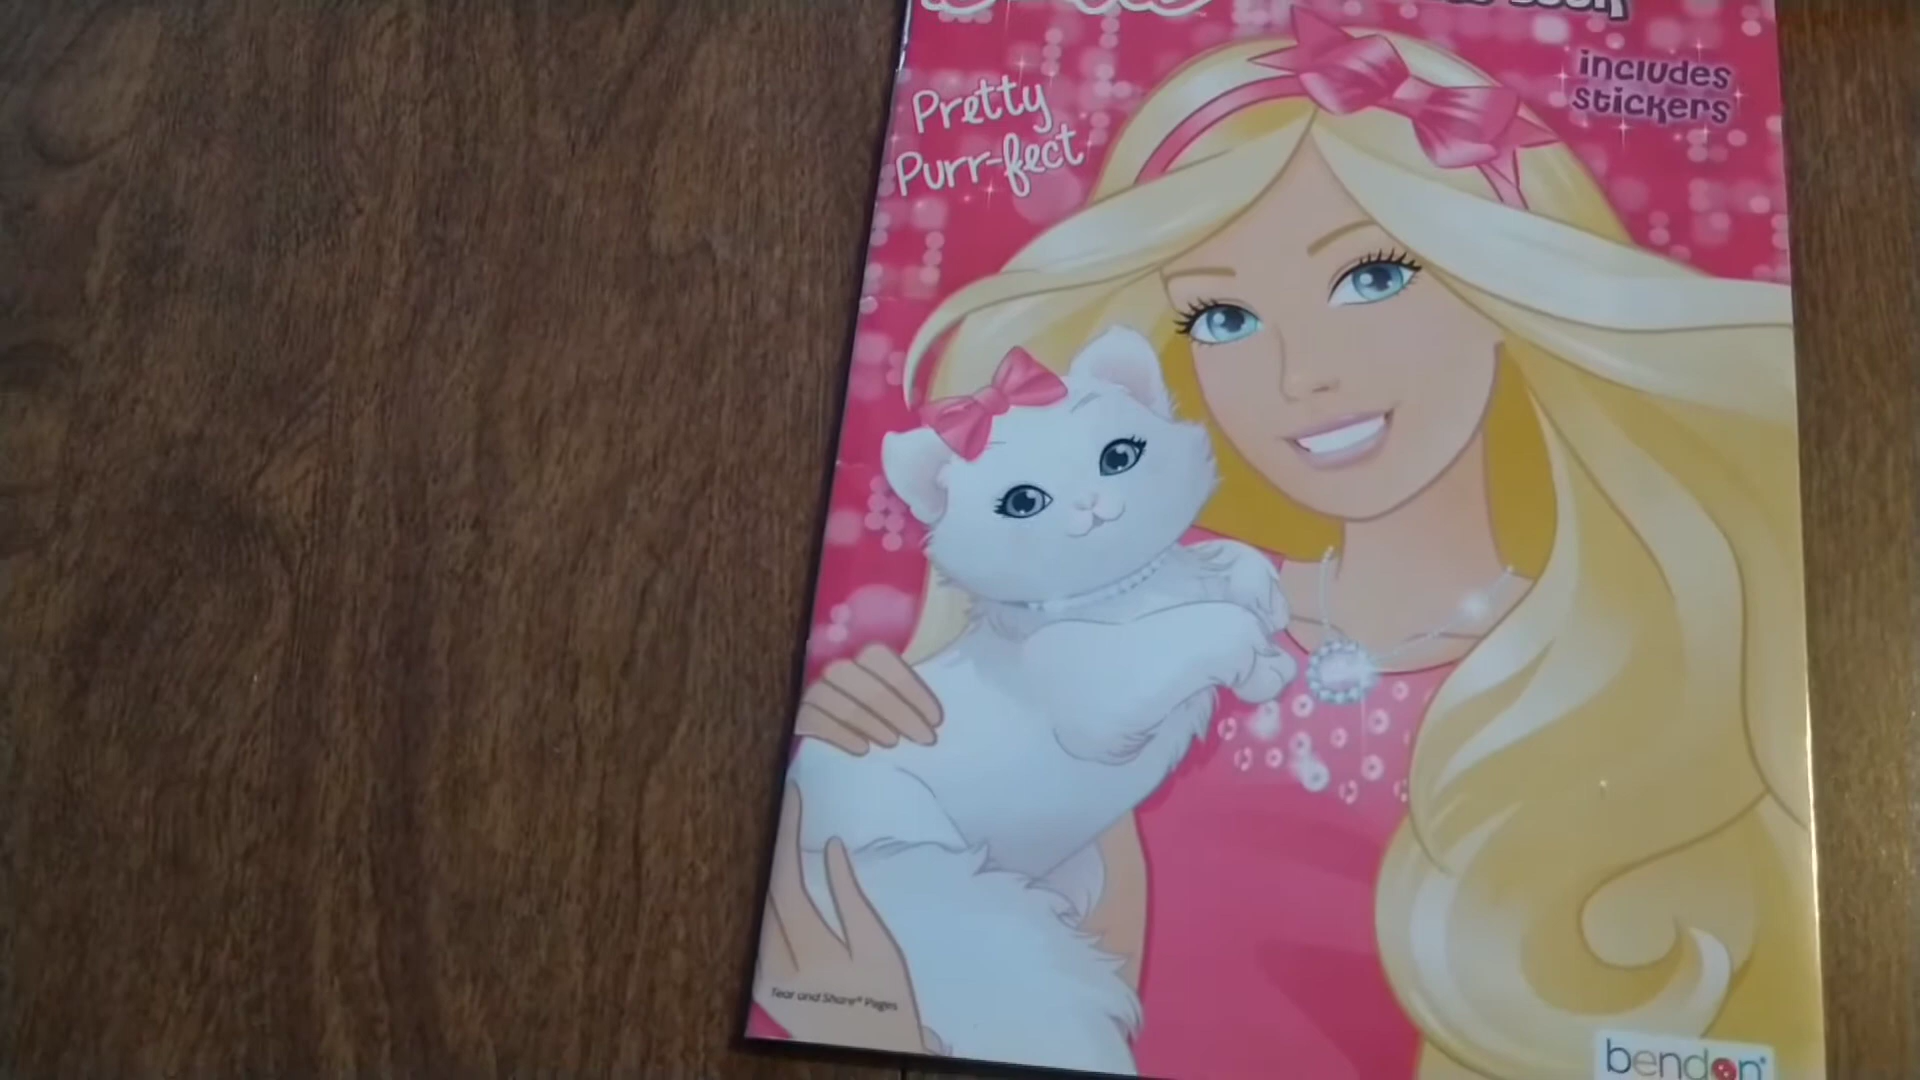 Pretty
Purr-fect
includes
stickers
Tear and Share® Pages
bendon®